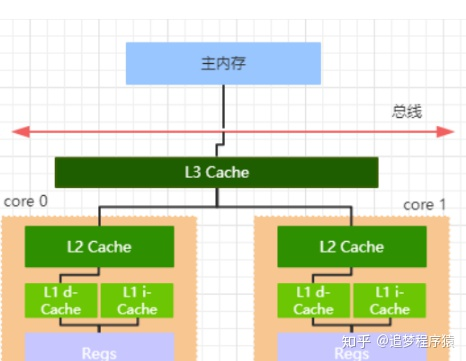 主内存
总线
L3 Cache
core 0
core 1
L2 Cache
L2 Cache
L1 d-
Cache
L1 i-
Cache
L1 d-
Cache
L1 i-
Cache
Regs
Regs
知乎 @追梦程序猿